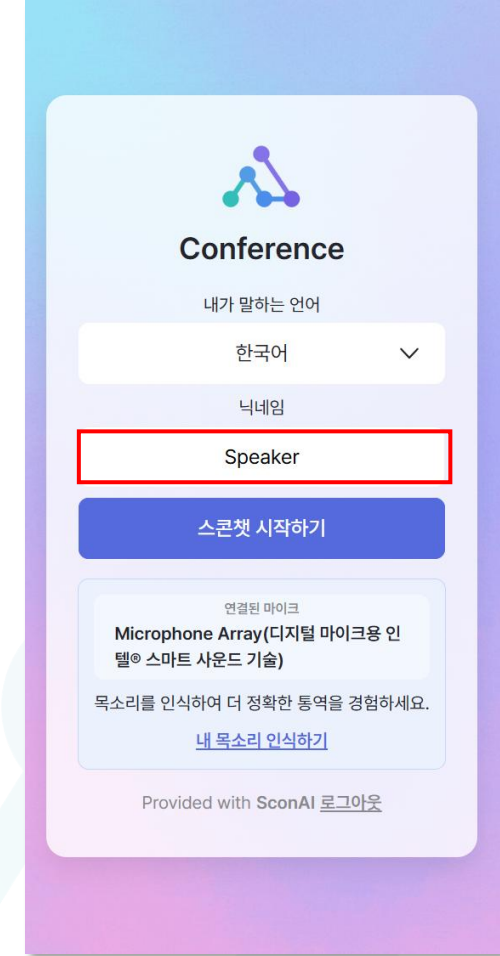 Conference
내가 말하는 언어
한국어
닉네임
Speaker
스콘챗 시작하기
연결된 마이크
Microphone Array(디지털 마이크용 인
텔® 스마트 사운드 기술)
목소리를 인식하여 더 정확한 통역을 경험하세요.
내 목소리 인식하기
Provided with SconAI 로그아웃